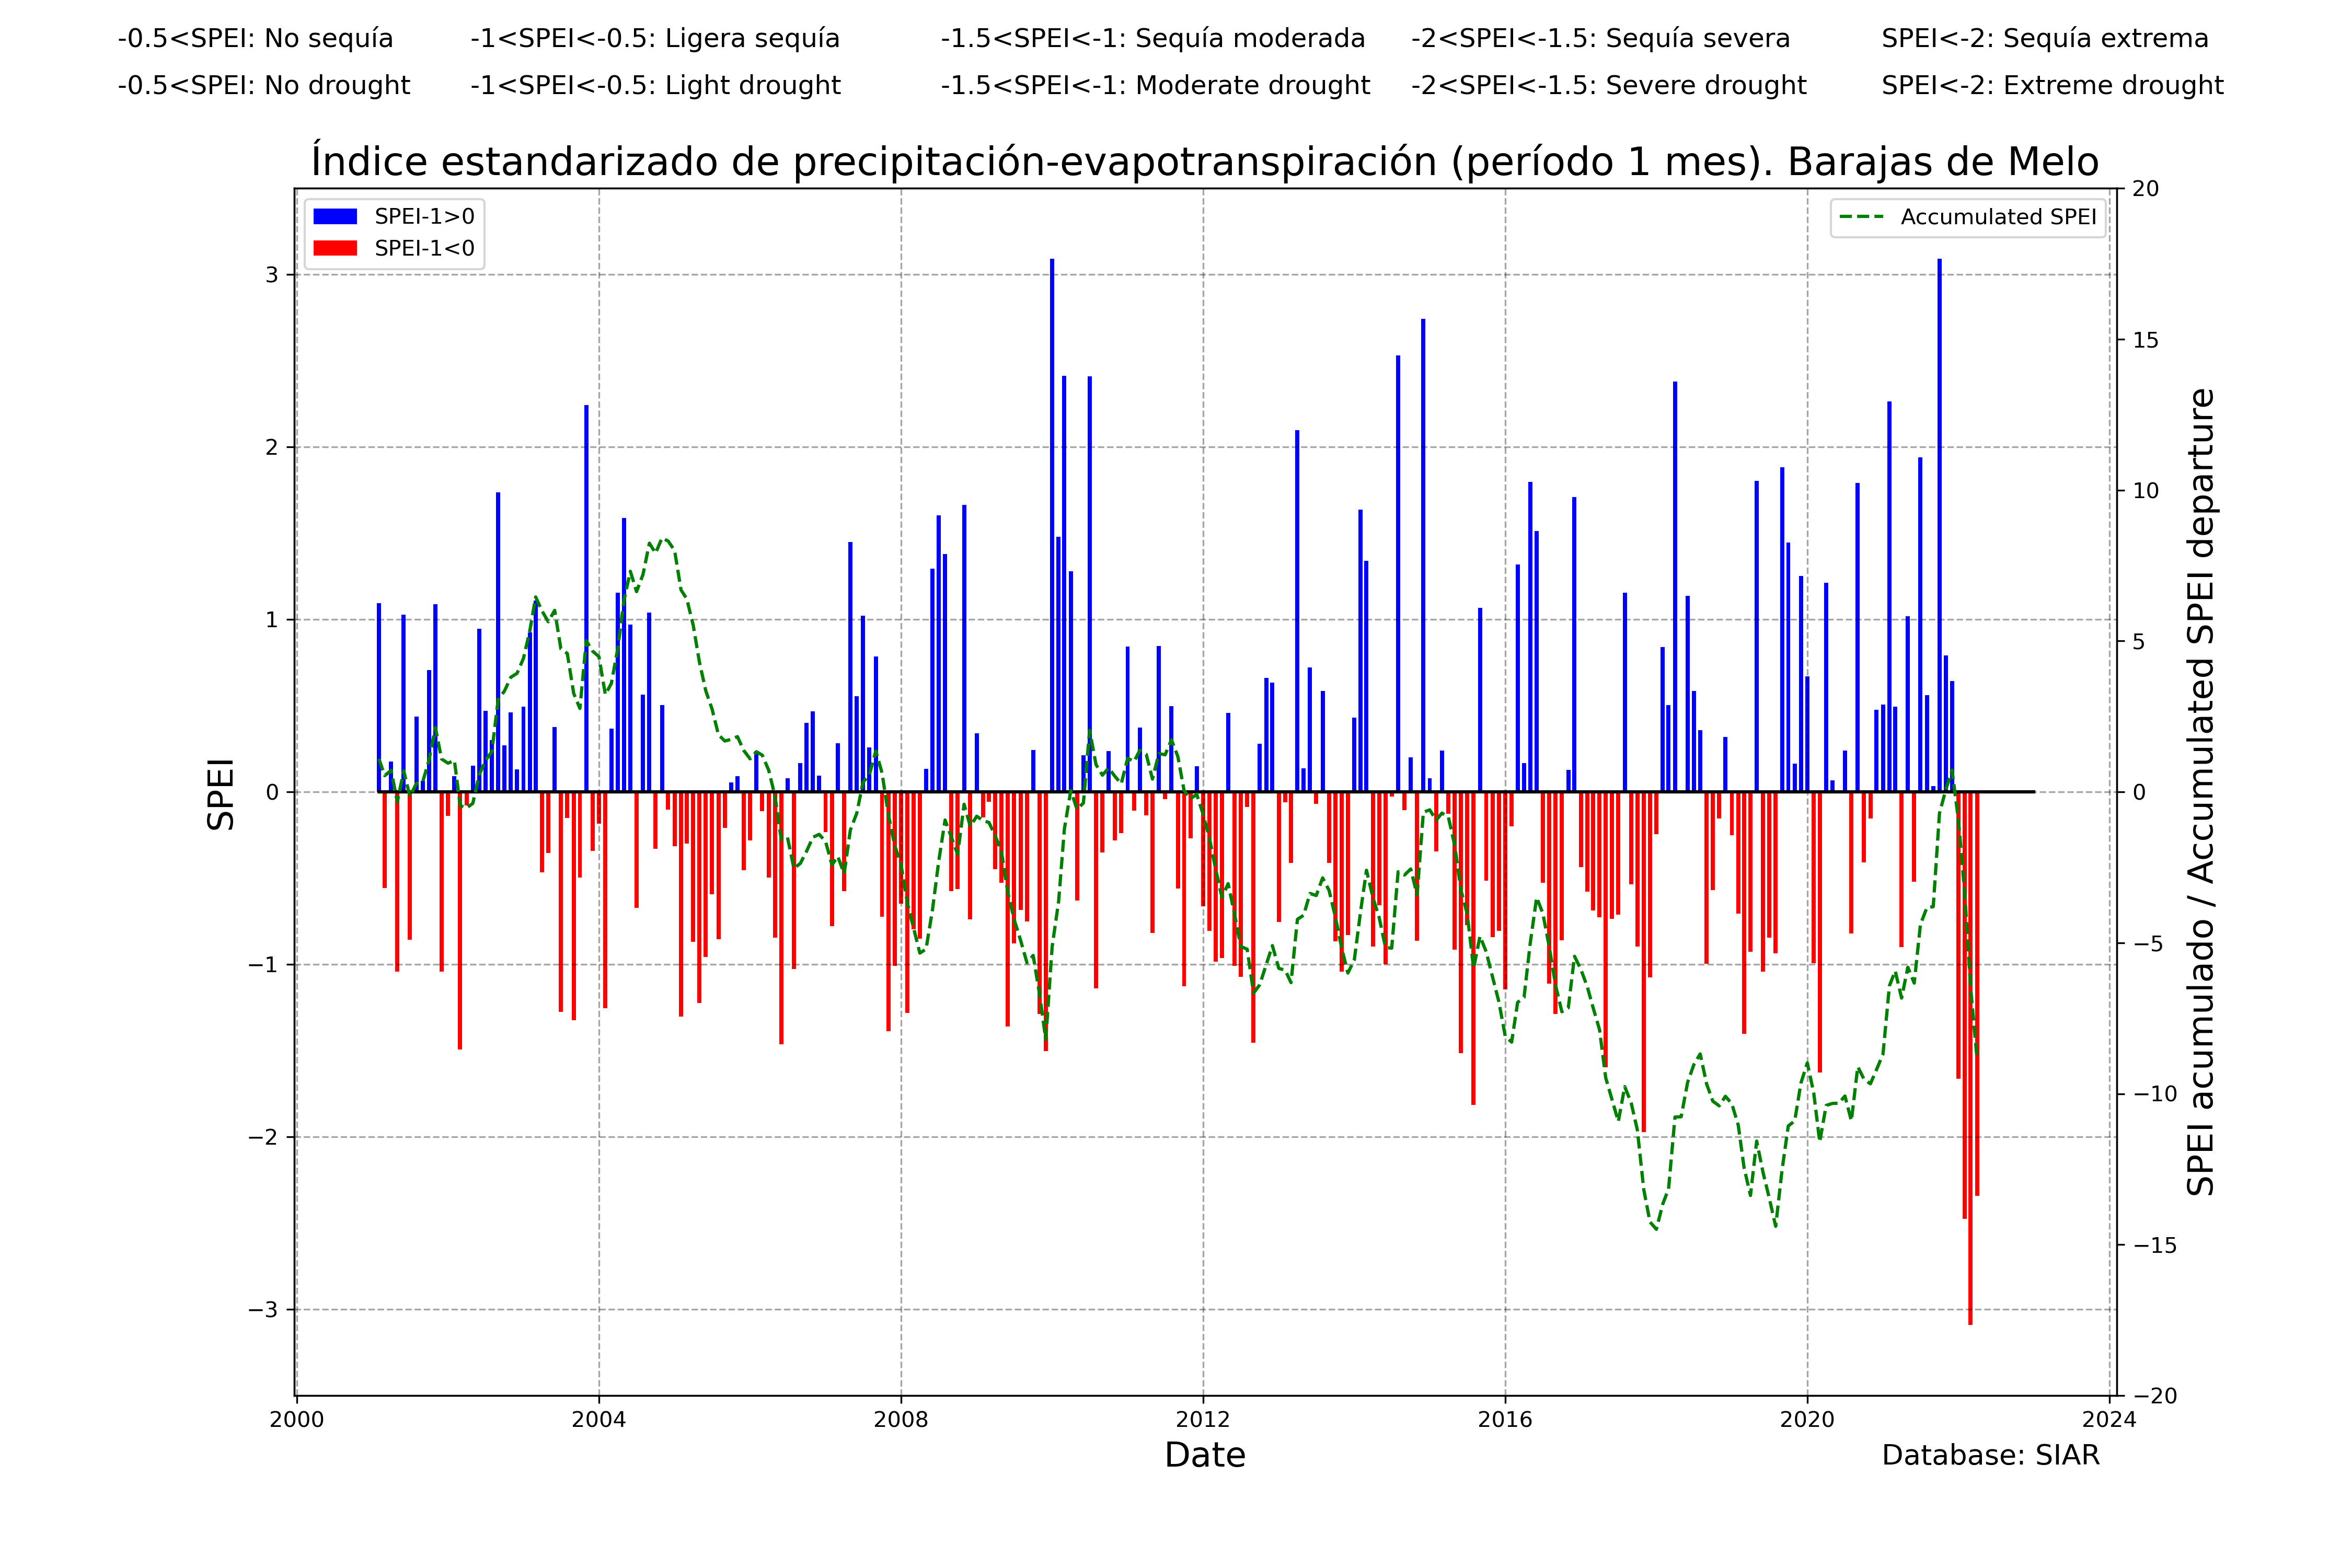 -0.5<SPEI: No sequía -1<SPEI<-0.5: Ligera sequía -1.5<SPEI<-1: Sequía moderada -2<SPEI<-1.5: Sequía severa SPEI<-2: Sequía extrema
-0.5<SPEI: No drought -1<SPEI<-0.5: Light drought -1.5<SPEI<-1: Moderate drought -2<SPEI<-1.5: Severe drought SPEI<-2: Extreme drought
Índice estandarizado de precipitación-evapotranspiración (período 1 mes). Barajas de Melo
SPEI-1>0
SPEI-1<0
Accumulated SPEI
SPEI
3
2
1
0
−1
−2
−3
20
15
10
5
0
−5
−10
−15
−20
SPEI acumulado / Accumulated SPEI departure
2000 2004 2008 2012 2016 2020 2024
Date
Database: SIAR